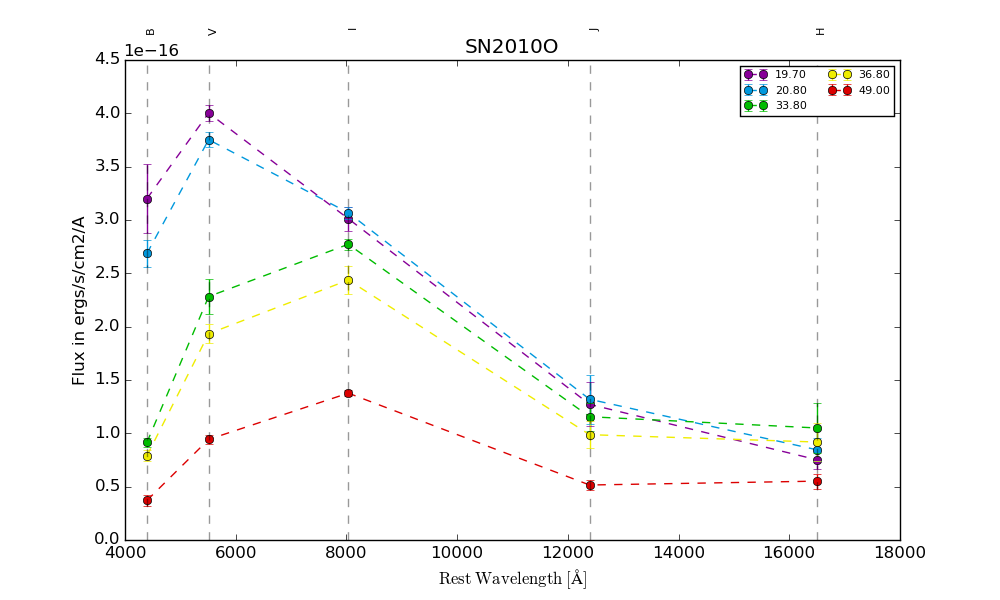 B V I J H
1e−16
SN2010O
4.5
4.0
3.5
3.0
2.5
2.0
1.5
1.0
0.5
0.0
Flux in ergs/s/cm2/A
19.70 36.80
20.80 49.00
33.80
4000 6000 8000 10000 12000 14000 16000 18000
Rest Wavelength [Å]